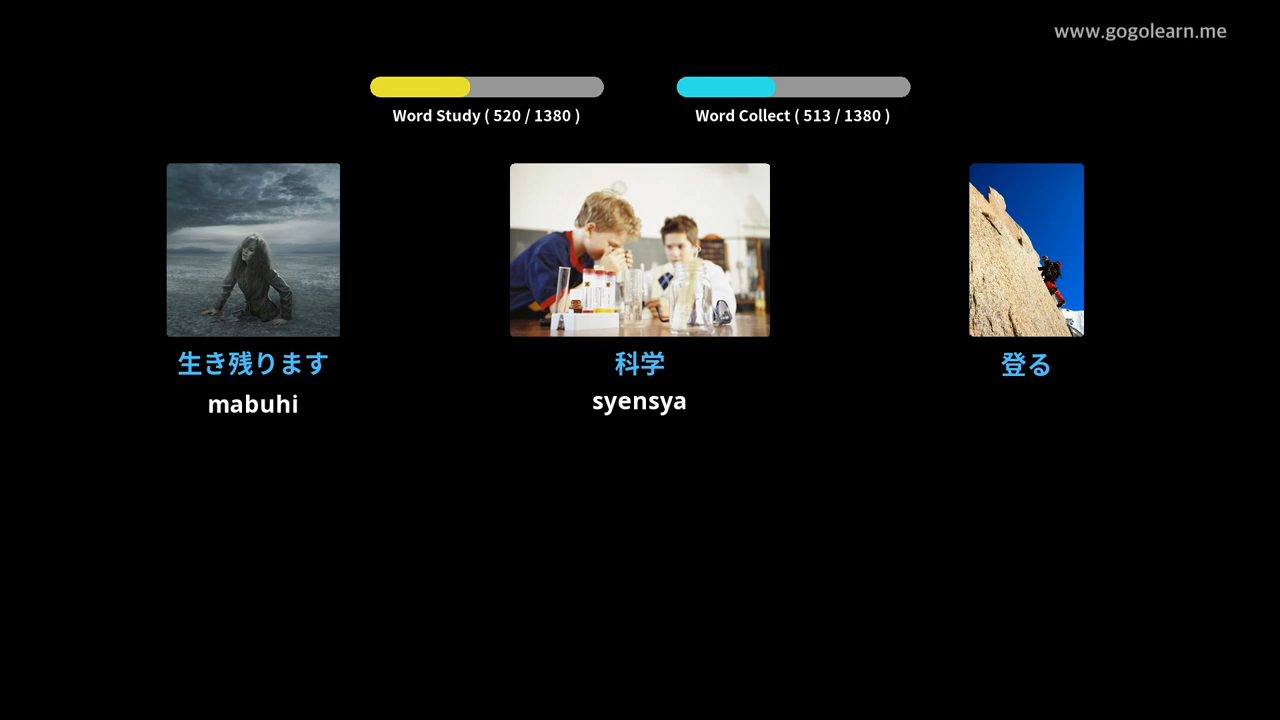 www.gogolearn.me
Word Study ( 520 / 1380 )
Word Collect ( 513 / 1380 )
生き残ります
mabuhi
科学
syensya
登る